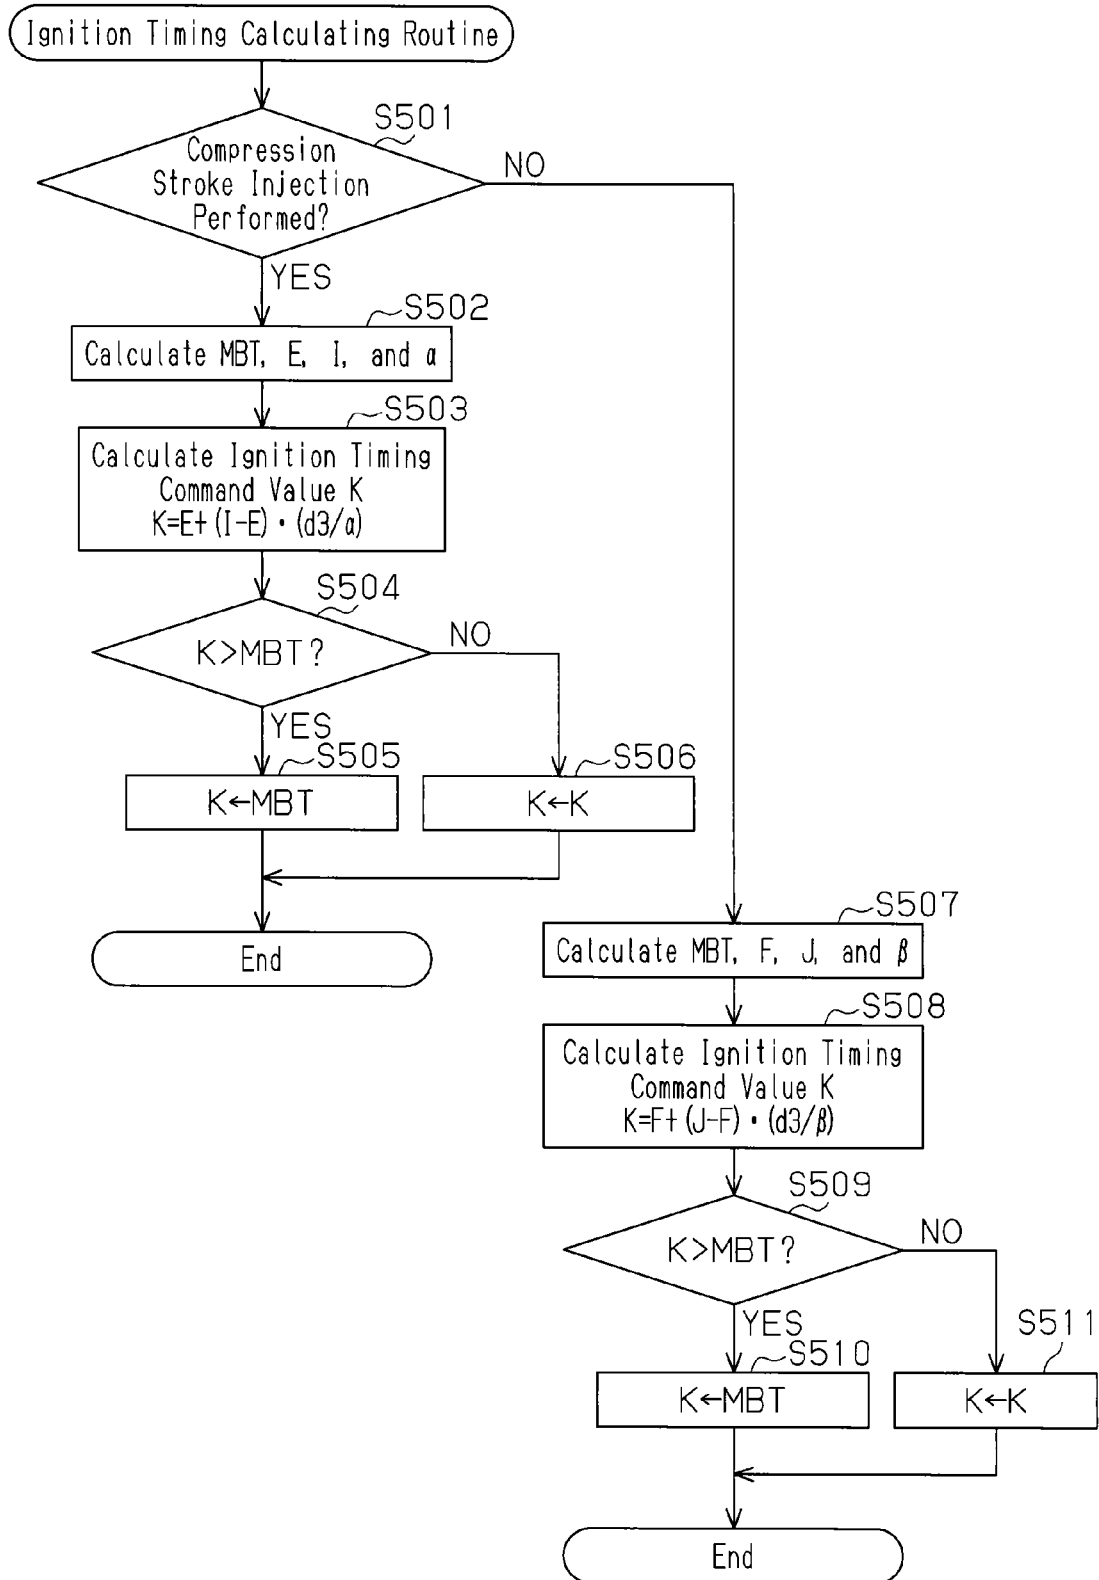 Ignition Timing Calculating Routine
S501
Compression
Stroke Injection
Performed?
NO
YES
S502
Calculate MBT, E, I, and α
S503
Calculate Ignition Timing
Command Value K
K=E+(I-E)・(d3/α)
S504
K>MBT?
NO
YES
S505
K←MBT
S506
K←K
End
S507
Calculate MBT, F, J, and β
S508
Calculate Ignition Timing
Command Value K
K=F+(J-F)・(d3/β)
S509
K>MBT?
NO
YES
S510
K←MBT
S511
K←K
End